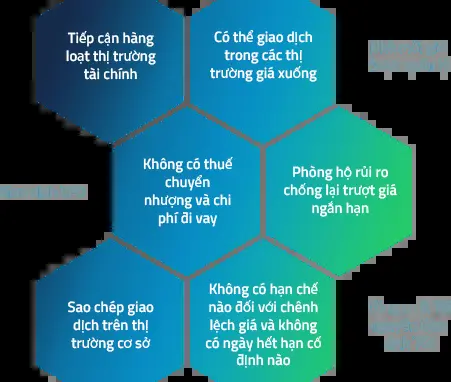 Tiếp cận hàng
loạt thị trường
tài chính
Có thể giao dịch
trong các thị
trường giá xuống
Không có thuế
chuyển
nhượng và chi
phí đi vay
Phòng hộ rủi ro
chống lại trượt giá
ngắn hạn
Sao chép giao
dịch trên thị
trường cơ sở
Không có hạn chế
nào đối với chênh
lệch giá và không
có ngày hết hạn cố
định nào